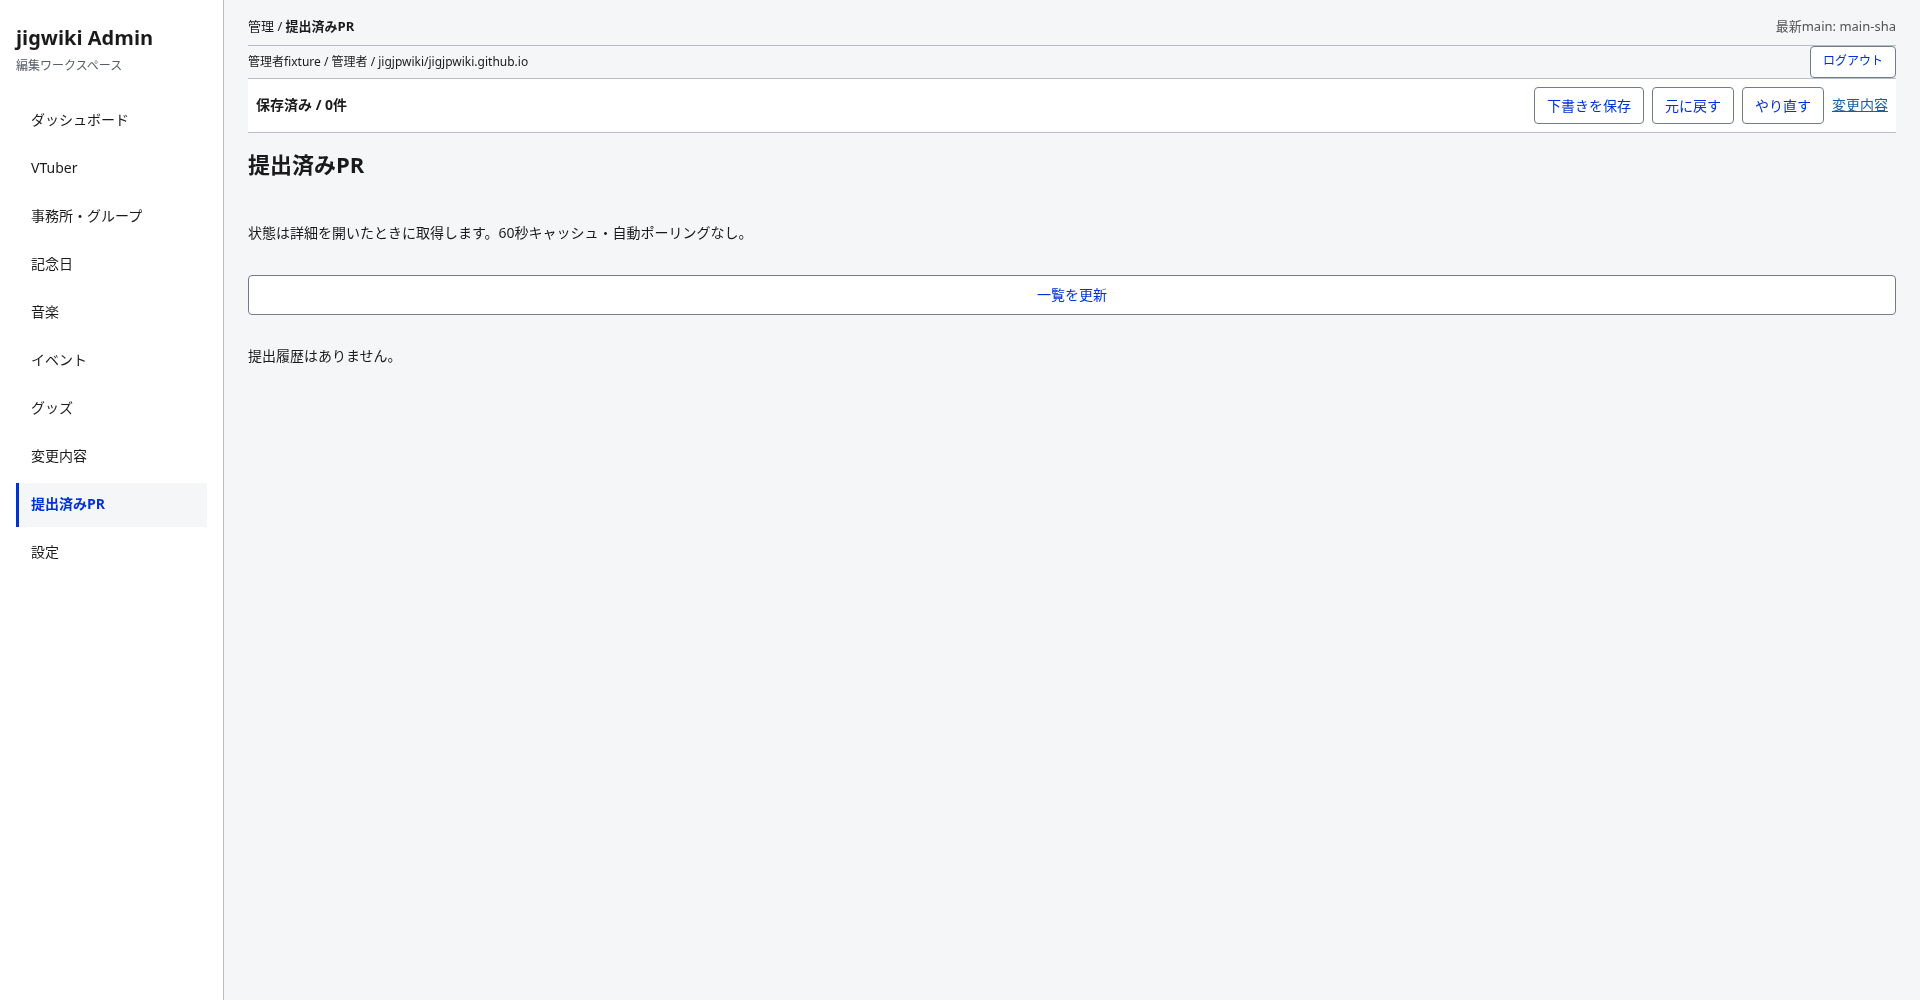 jigwiki Admin
編集ワークスペース
ダッシュボード
VTuber
事務所・グループ
記念日
音楽
イベント
グッズ
変更内容
提出済みPR
設定
管理 / 提出済みPR
最新main: main-sha
管理者fixture / 管理者 / jigjpwiki/jigjpwiki.github.io
ログアウト
保存済み / 0件
下書きを保存
元に戻す
やり直す
変更内容
提出済みPR
状態は詳細を開いたときに取得します。60秒キャッシュ・自動ポーリングなし。
一覧を更新
提出履歴はありません。